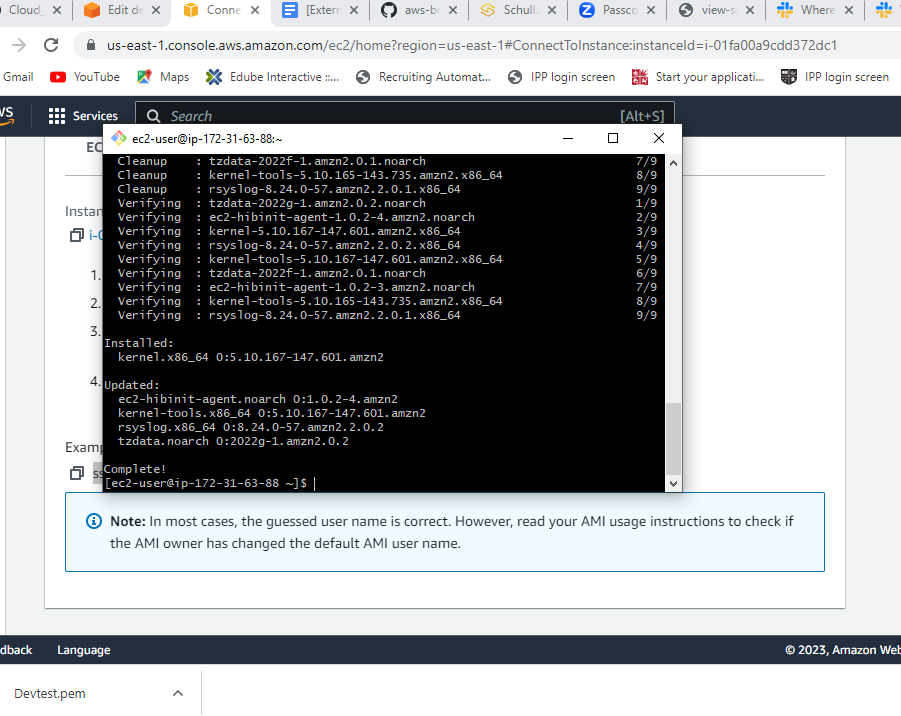 Cloud_
Edit de
Conne
[Extern
aws-b
Schull
Passco
view-s
Where
us-east-1.console.aws.amazon.com/ec2/home?region=us-east-1#ConnectToInstance:instanceId=i-01fa00a9cdd372dc1
Gmail
YouTube
Maps
Edube Interactive ::...
Recruiting Automat...
IPP login screen
Start your applicati...
IPP login screen
Services
Search
[Alt+S]
EC
ec2-user@ip-172-31-63-88:~
Cleanup : tzdata-2022f-1.amzn2.0.1.noarch 7/9
Cleanup : kernel-tools-5.10.165-143.735.amzn2.x86_64 8/9
Cleanup : rsyslog-8.24.0-57.amzn2.2.0.1.x86_64 9/9
Verifying : tzdata-2022g-1.amzn2.0.2.noarch 1/9
Verifying : ec2-hibinit-agent-1.0.2-4.amzn2.noarch 2/9
Verifying : kernel-5.10.167-147.601.amzn2.x86_64 3/9
Verifying : rsyslog-8.24.0-57.amzn2.2.0.2.x86_64 4/9
Verifying : kernel-tools-5.10.167-147.601.amzn2.x86_64 5/9
Verifying : tzdata-2022f-1.amzn2.0.1.noarch 6/9
Verifying : ec2-hibinit-agent-1.0.2-3.amzn2.noarch 7/9
Verifying : kernel-tools-5.10.165-143.735.amzn2.x86_64 8/9
Verifying : rsyslog-8.24.0-57.amzn2.2.0.1.x86_64 9/9
Installed:
kernel.x86_64 0:5.10.167-147.601.amzn2
Updated:
ec2-hibinit-agent.noarch 0:1.0.2-4.amzn2
kernel-tools.x86_64 0:5.10.167-147.601.amzn2
rsyslog.x86_64 0:8.24.0-57.amzn2.2.0.2
tzdata.noarch 0:2022g-1.amzn2.0.2
Complete!
[ec2-user@ip-172-31-63-88 ~]$
Instan
i-0
1.
2.
3.
4.
Examp
ss
Note: In most cases, the guessed user name is correct. However, read your AMI usage instructions to check if
the AMI owner has changed the default AMI user name.
dback
Language
© 2023, Amazon Web
Devtest.pem